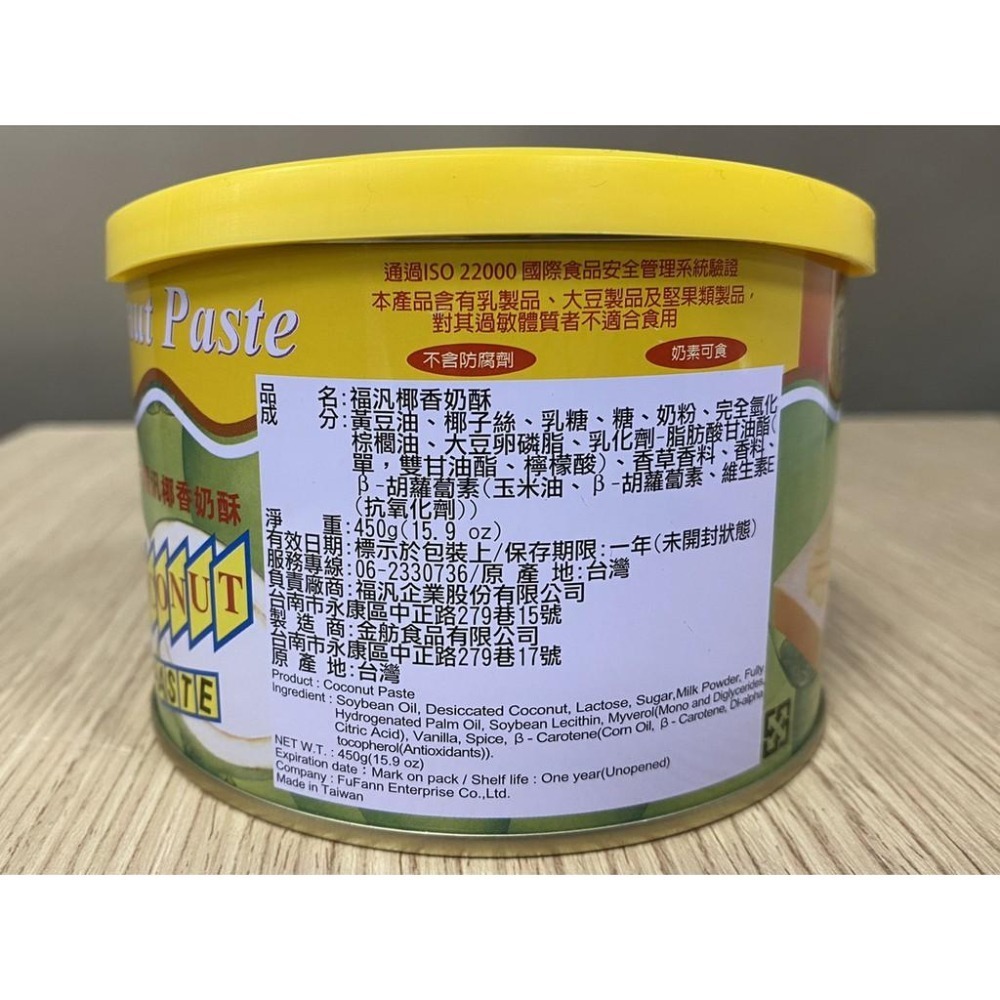 通過ISO 22000 國際食品安全管理系統驗證
本產品含有乳製品、大豆製品及堅果類製品，
對其過敏體質者不適合食用
不含防腐劑
奶素可食
ut Paste
汎椰香奶酥
ONUT
ASTE
品名:福汎椰香奶酥
成分:黃豆油、椰子絲、乳糖、糖、奶粉、完全氫化
棕櫚油、大豆卵磷脂、乳化劑-脂肪酸甘油酯(
單，雙甘油酯、檸檬酸)、香草香料、香料、
β-胡蘿蔔素(玉米油、β-胡蘿蔔素、維生素E
(抗氧化劑))
淨重:450g(15.9 oz)
有效日期:標示於包裝上/保存期限:一年(未開封狀態)
服務專線:06-2330736/原產地:台灣
負責廠商:福汎企業股份有限公司
台南市永康區中正路279巷15號
製造商:金舫食品有限公司
台南市永康區中正路279巷17號
原產地:台灣
Product : Coconut Paste
Ingredient : Soybean Oil, Desiccated Coconut, Lactose, Sugar,Milk Powder, Fully
Hydrogenated Palm Oil, Soybean Lecithin, Myverol(Mono and Diglycerides,
Citric Acid), Vanilla, Spice, β - Carotene(Corn Oil, β - Carotene, Dl-alpha
tocopherol(Antioxidants)).
NET W.T. : 450g(15.9 oz)
Expiration date : Mark on pack / Shelf life : One year(Unopened)
Company : FuFann Enterprise Co.,Ltd.
Made in Taiwan